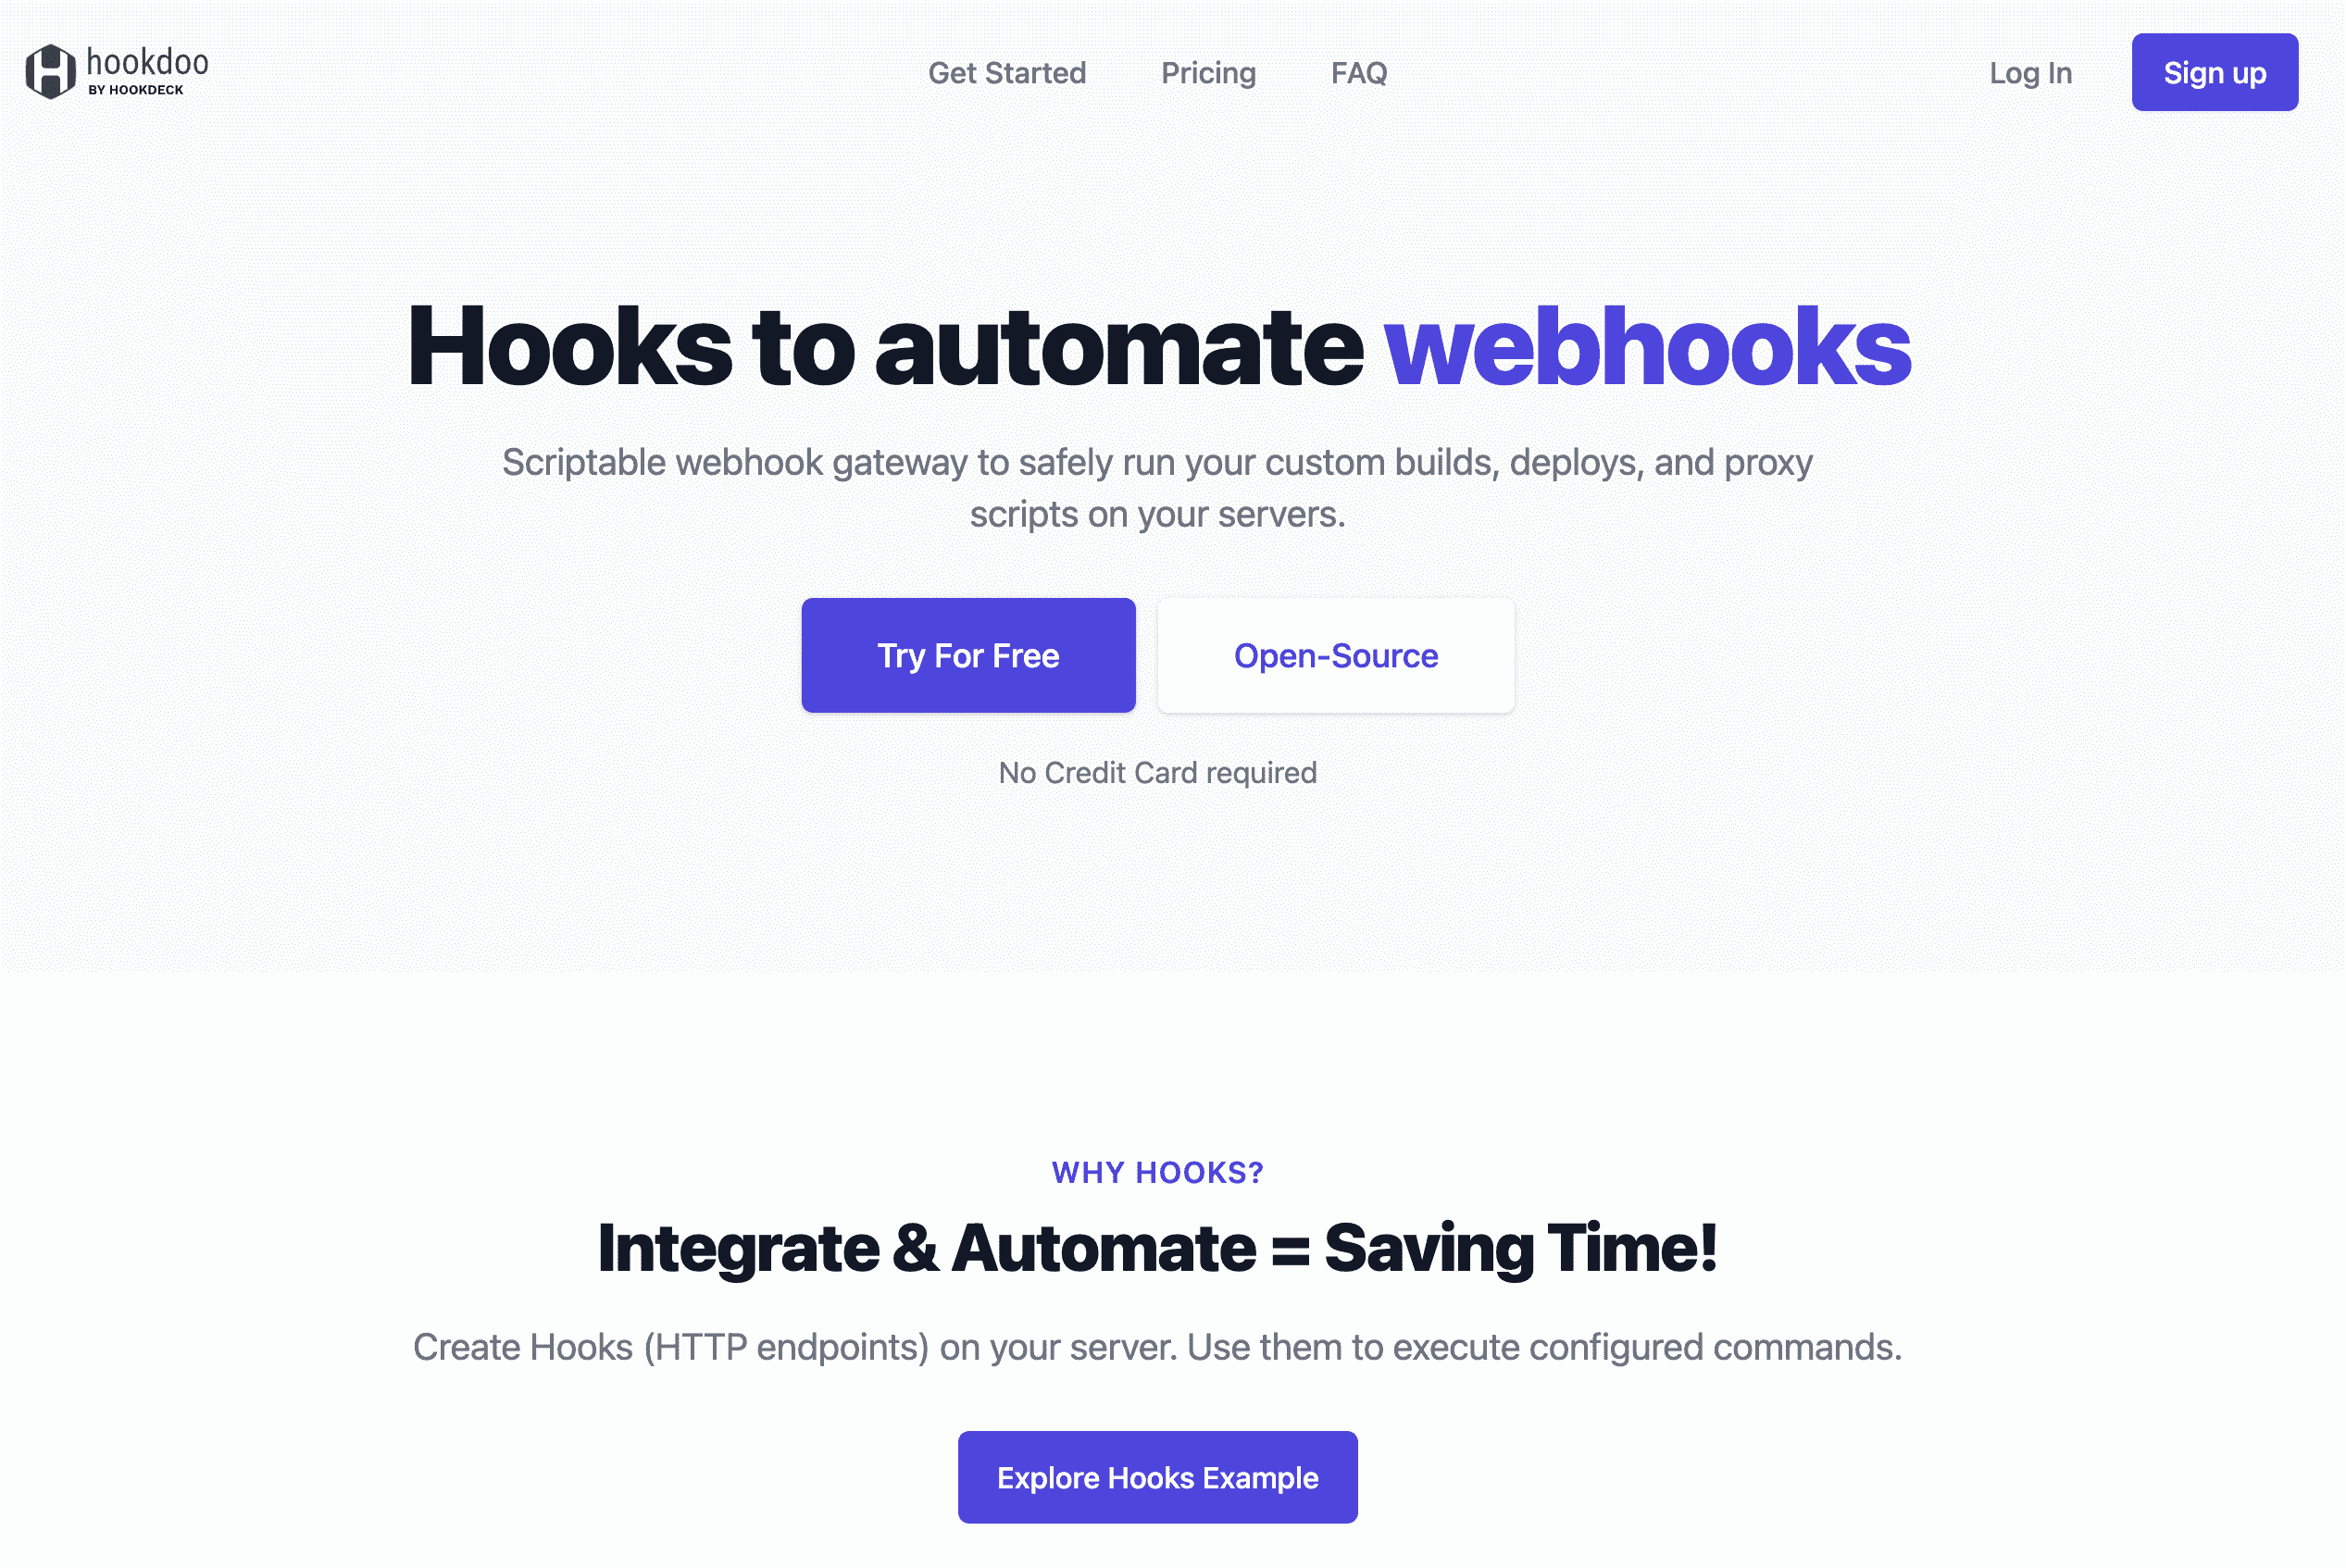 hookdoo
BY HOOKDECK
Get Started
Pricing
FAQ
Log In
Sign up
Hooks to automate webhooks
Scriptable webhook gateway to safely run your custom builds, deploys, and proxy
scripts on your servers.
Try For Free
Open-Source
No Credit Card required
WHY HOOKS?
Integrate & Automate = Saving Time!
Create Hooks (HTTP endpoints) on your server. Use them to execute configured commands.
Explore Hooks Example